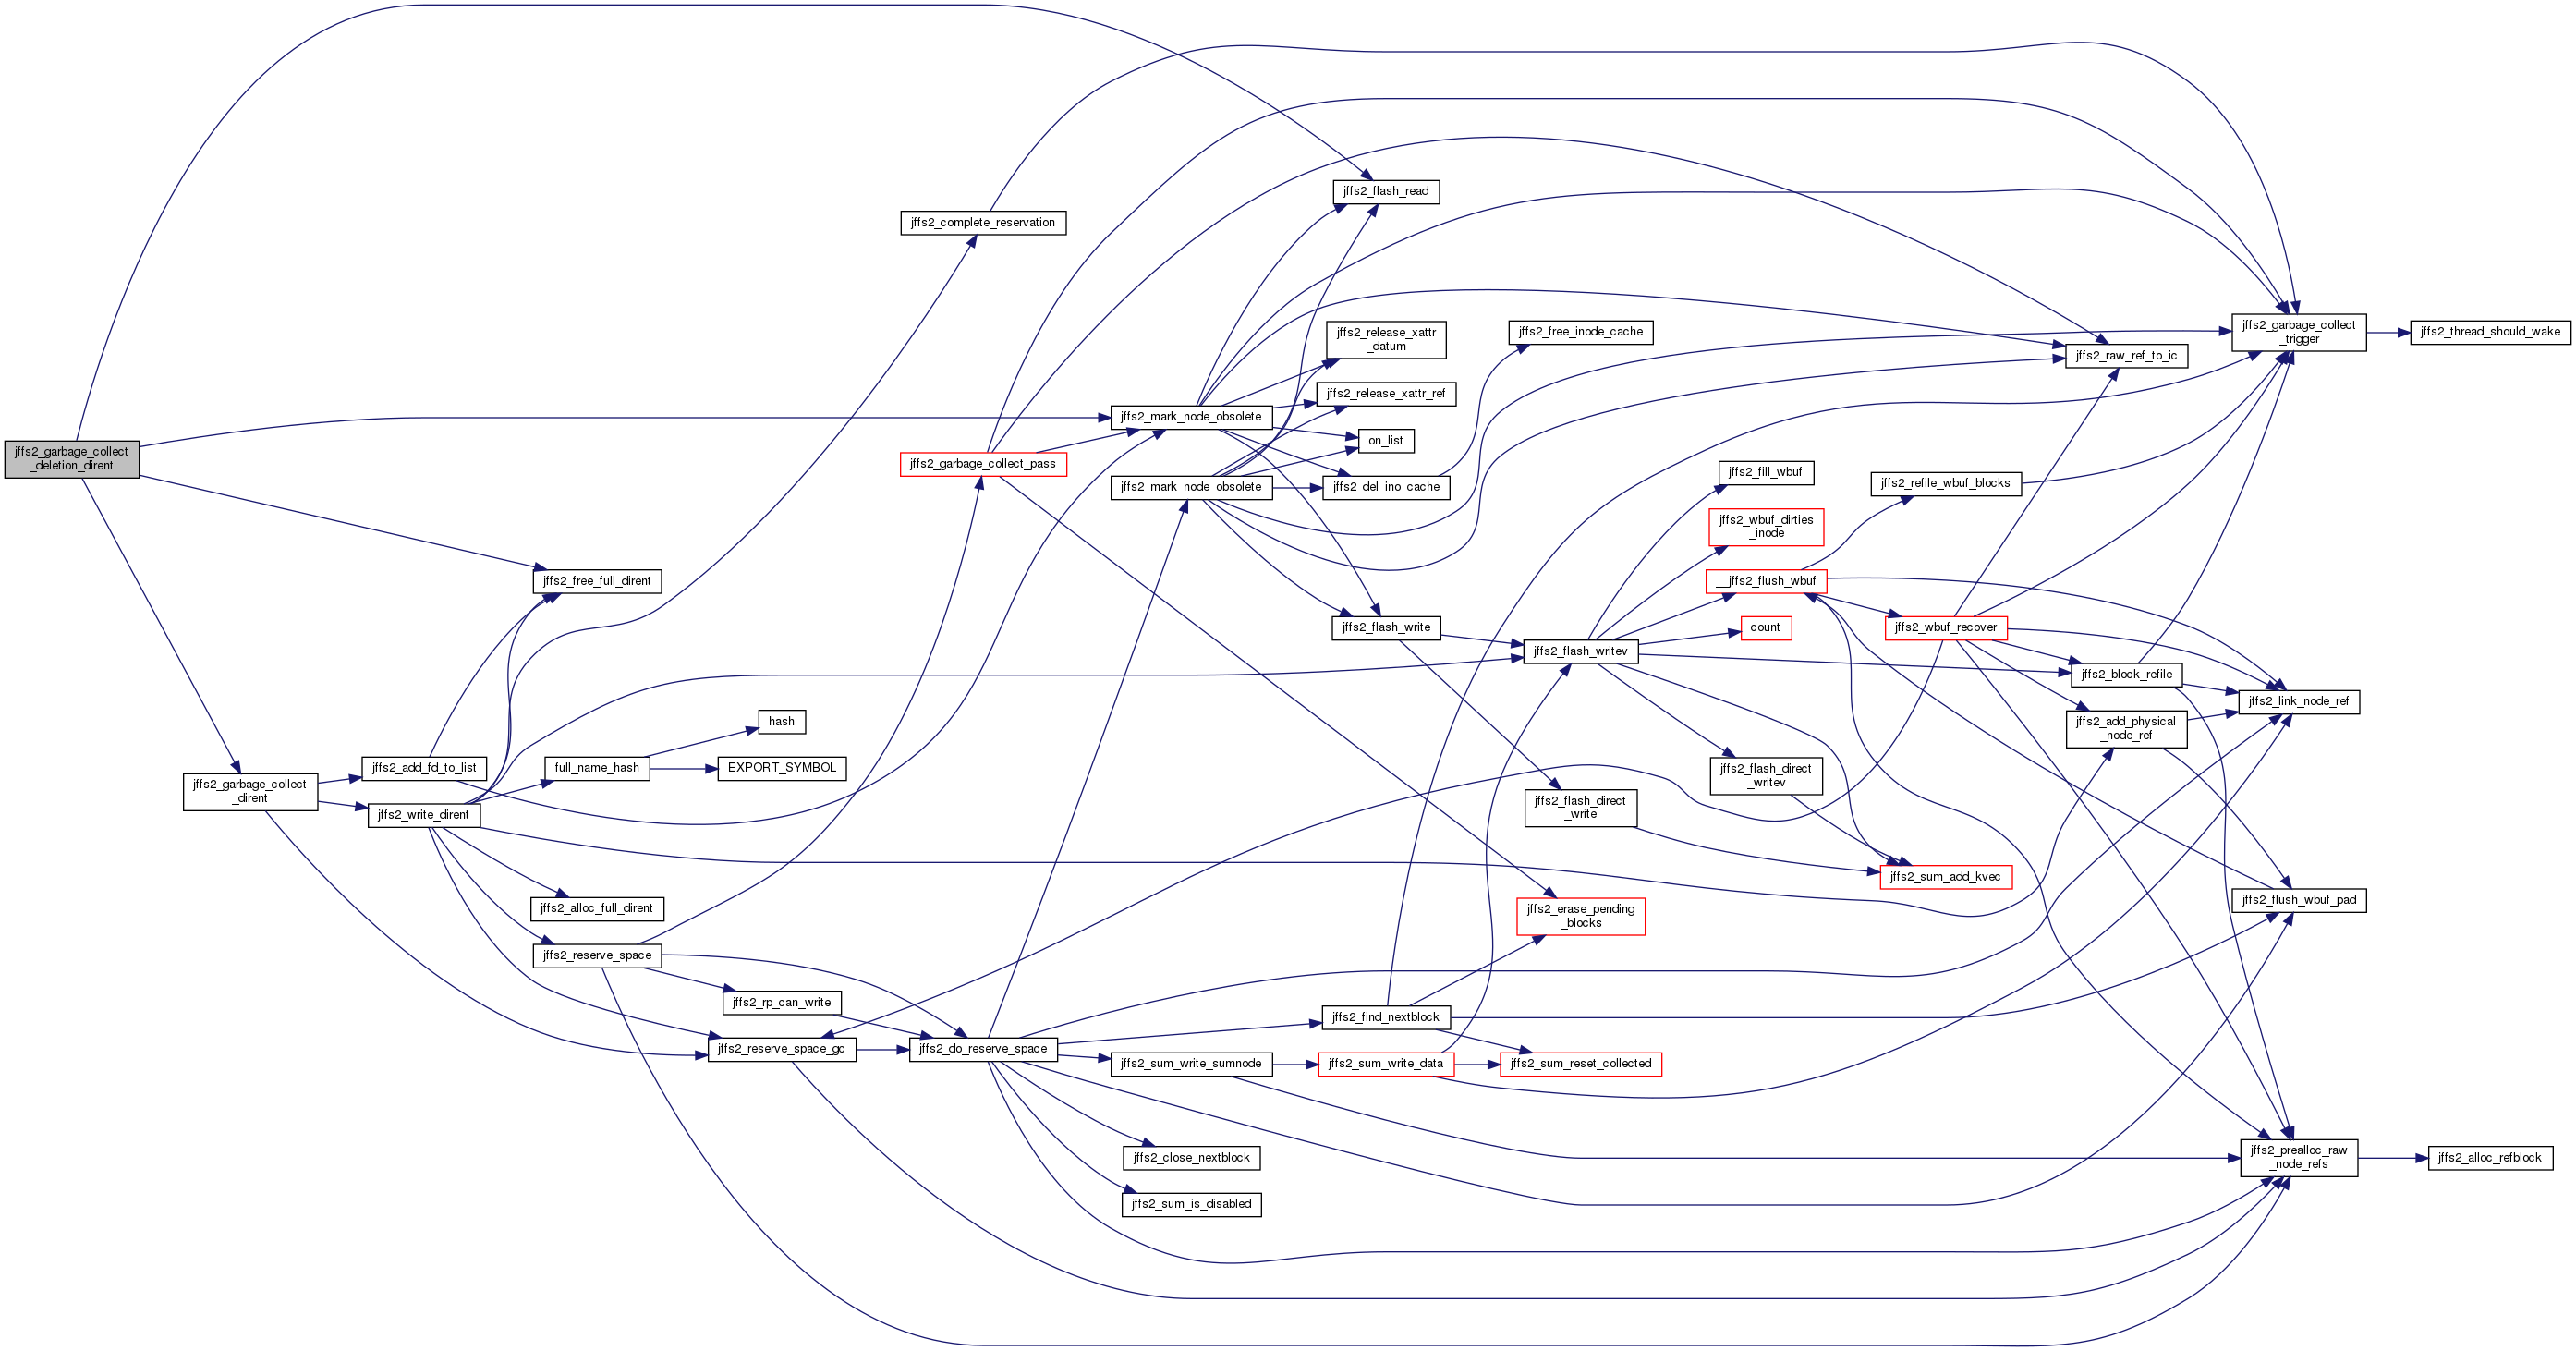 jffs2_garbage_collect
_deletion_dirent
jffs2_garbage_collect
_dirent
jffs2_add_fd_to_list
jffs2_write_dirent
jffs2_free_full_dirent
full_name_hash
jffs2_alloc_full_dirent
jffs2_reserve_space
hash
EXPORT_SYMBOL
jffs2_rp_can_write
jffs2_reserve_space_gc
jffs2_complete_reservation
jffs2_garbage_collect_pass
jffs2_do_reserve_space
jffs2_mark_node_obsolete
jffs2_mark_node_obsolete
jffs2_sum_write_sumnode
jffs2_close_nextblock
jffs2_sum_is_disabled
jffs2_flash_read
jffs2_release_xattr
_datum
jffs2_release_xattr_ref
on_list
jffs2_del_ino_cache
jffs2_flash_write
jffs2_find_nextblock
jffs2_sum_write_data
jffs2_free_inode_cache
jffs2_flash_writev
jffs2_flash_direct
_write
jffs2_erase_pending
_blocks
jffs2_sum_reset_collected
jffs2_fill_wbuf
jffs2_wbuf_dirties
_inode
__jffs2_flush_wbuf
count
jffs2_flash_direct
_writev
jffs2_refile_wbuf_blocks
jffs2_wbuf_recover
jffs2_sum_add_kvec
jffs2_raw_ref_to_ic
jffs2_block_refile
jffs2_add_physical
_node_ref
jffs2_garbage_collect
_trigger
jffs2_link_node_ref
jffs2_flush_wbuf_pad
jffs2_prealloc_raw
_node_refs
jffs2_thread_should_wake
jffs2_alloc_refblock